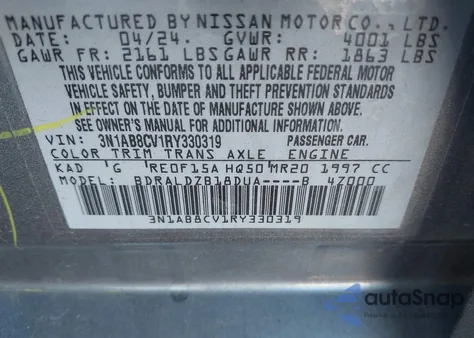 MANUFACTURED BY NISSAN MOTOR CO., LTD.
DATE: 04/24. GVWR: 4001 LBS
GAWR FR: 2161 LBS GAWR RR: 1863 LBS
THIS VEHICLE CONFORMS TO ALL APPLICABLE FEDERAL MOTOR
VEHICLE SAFETY, BUMPER AND THEFT PREVENTION STANDARDS
IN EFFECT ON THE DATE OF MANUFACTURE SHOWN ABOVE.
SEE OWNER'S MANUAL FOR ADDITIONAL INFORMATION
VIN: 3N1AB8CV1RY330319 PASSENGER CAR.
COLOR TRIM TRANS AXLE ENGINE
KAD G RE0F15A HQ50 MR20 1997 CC
MODEL: BDRALDZB18DUA----B 4Z000
3N1AB8CV1RY330319
autoSnap